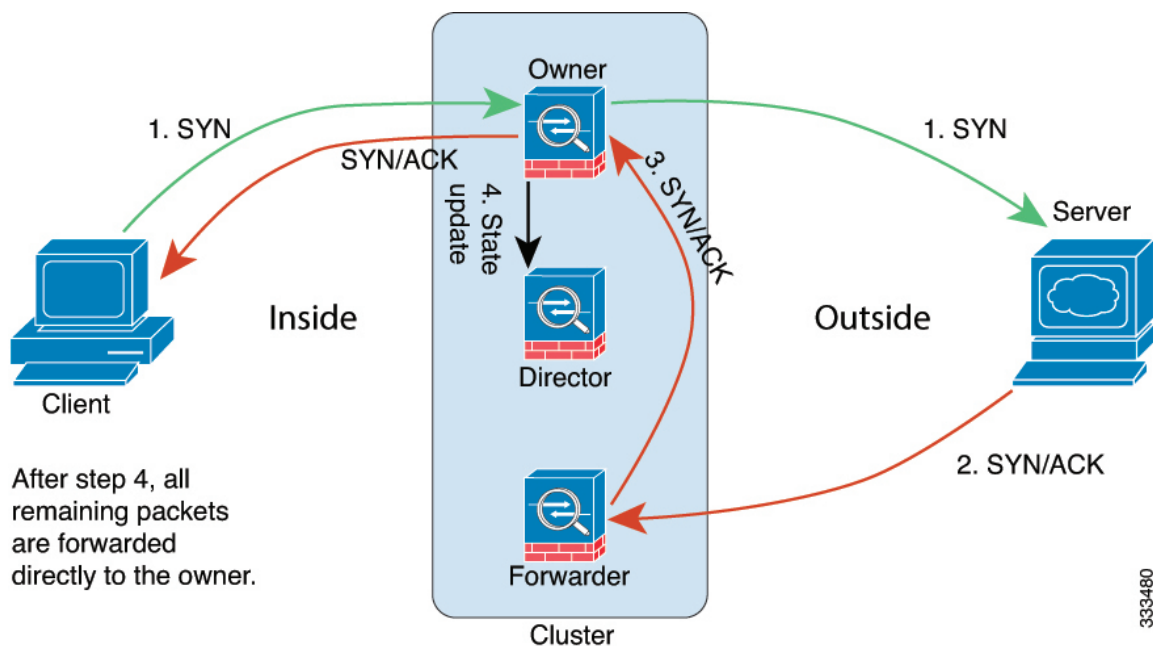 Owner
1. SYN
1. SYN
SYN/ACK
3. SYN/ACK
4. State
update
Server
Inside
Outside
Director
Client
2. SYN/ACK
After step 4, all
remaining packets
are forwarded
directly to the owner.
Forwarder
Cluster
333480